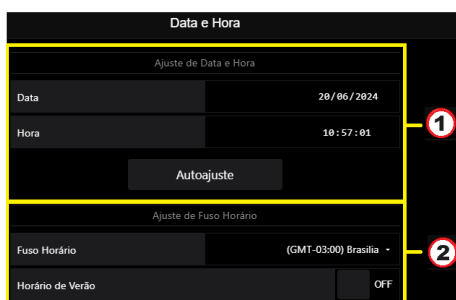 Data e Hora
Ajuste de Data e Hora
Data 20/06/2024
Hora 10:57:01
1
Autoajuste
Ajuste de Fuso Horário
Fuso Horário (GMT-03:00) Brasilia
2
Horário de Verão OFF